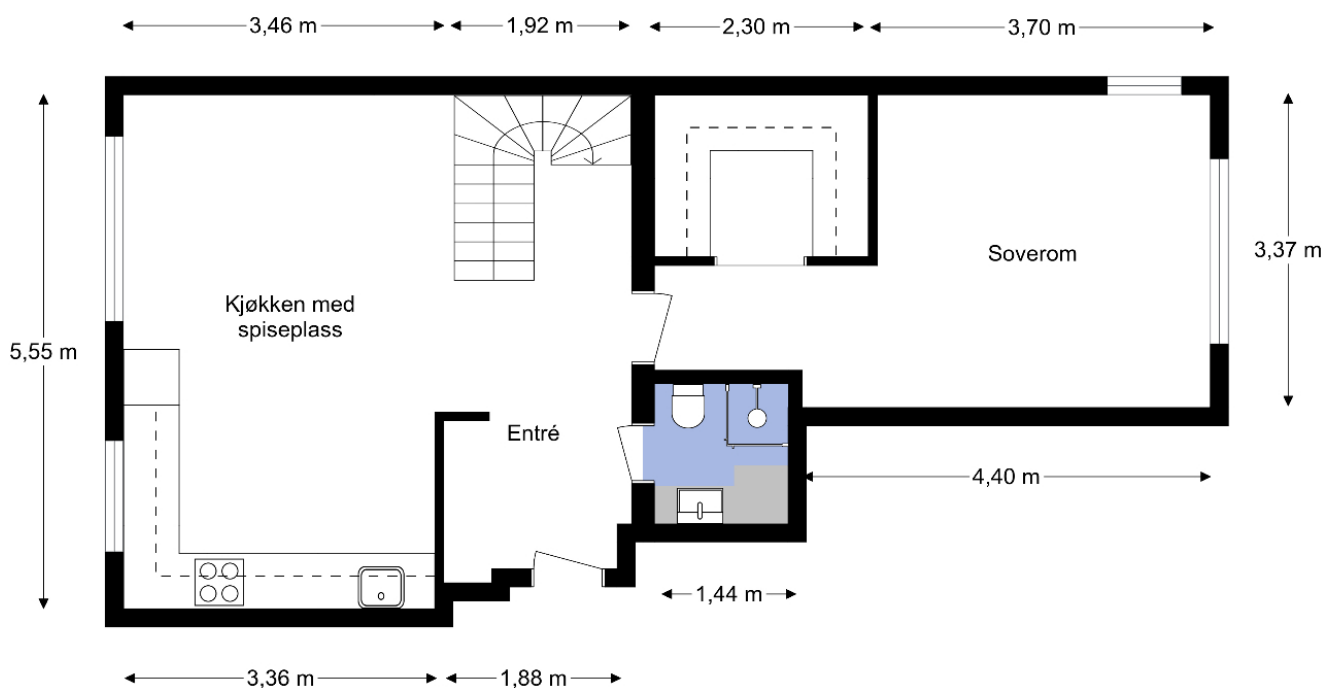 3,46 m
1,92 m
2,30 m
3,70 m
Soverom
3,37 m
Kjøkken med
spiseplass
5,55 m
Entré
4,40 m
1,44 m
3,36 m
1,88 m